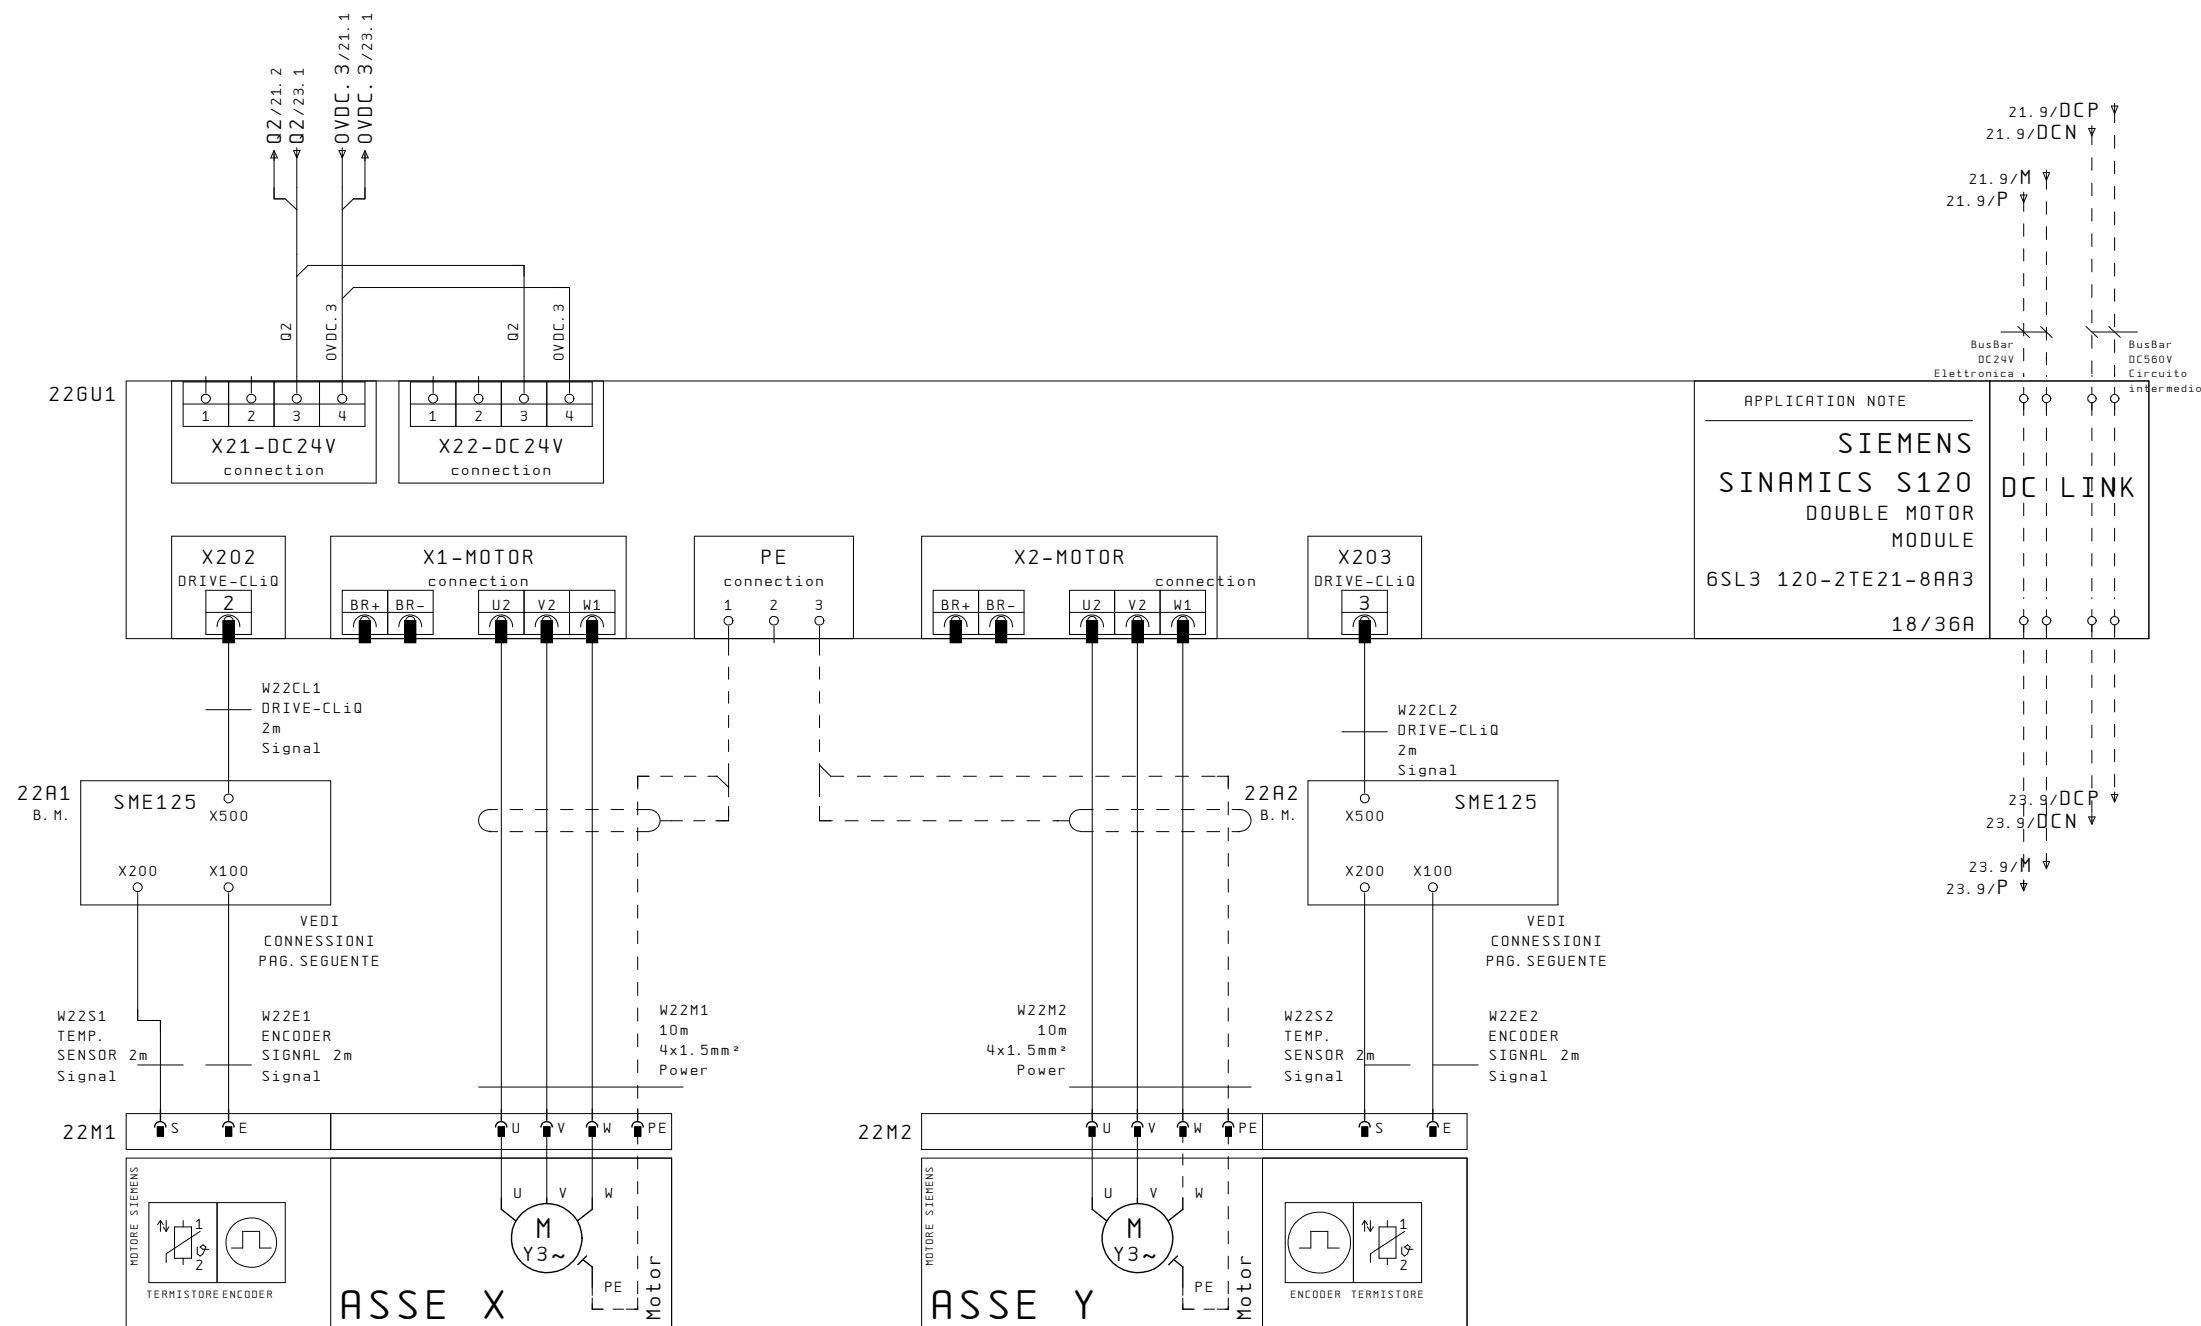 Q2/21.2
Q2/23.1
0VDC.3/21.1
0VDC.3/23.1
21.9/DCP
21.9/DCN
21.9/M
21.9/P
Q2
0VDC.3
Q2
0VDC.3
BusBar
DC24V
Elettronica
BusBar
DC560V
Circuito
intermedio
22GU1
1 2 3 4
X21-DC24V
connection
1 2 3 4
X22-DC24V
connection
APPLICATION NOTE
SIEMENS
SINAMICS S120
DOUBLE MOTOR
MODULE
6SL3 120-2TE21-8AA3
18/36A
DC LINK
X202
DRIVE-CLiQ
2
X1-MOTOR
connection
BR+ BR- U2 V2 W1
PE
connection
1 2 3
X2-MOTOR
connection
BR+ BR- U2 V2 W1
X203
DRIVE-CLiQ
3
W22CL1
DRIVE-CLiQ
2m
Signal
W22CL2
DRIVE-CLiQ
2m
Signal
22A1
B.M.
SME125
X500
X200 X100
VEDI
CONNESSIONI
PAG.SEGUENTE
22A2
B.M.
SME125
X500
X200 X100
VEDI
CONNESSIONI
PAG.SEGUENTE
23.9/DCP
23.9/DCN
23.9/M
23.9/P
W22S1
TEMP.
SENSOR 2m
Signal
W22E1
ENCODER
SIGNAL 2m
Signal
W22M1
10m
4x1.5mm²
Power
W22M2
10m
4x1.5mm²
Power
W22S2
TEMP.
SENSOR 2m
Signal
W22E2
ENCODER
SIGNAL 2m
Signal
22M1
S E U V W PE
22M2
U V W PE S E
MOTORE SIEMENS
1
ϑ
2
TERMISTORE ENCODER
U V W
M
Y3~
PE
Motor
ASSE X
MOTORE SIEMENS
U V W
M
Y3~
PE
Motor
ASSE Y
1
ϑ
2
ENCODER TERMISTORE